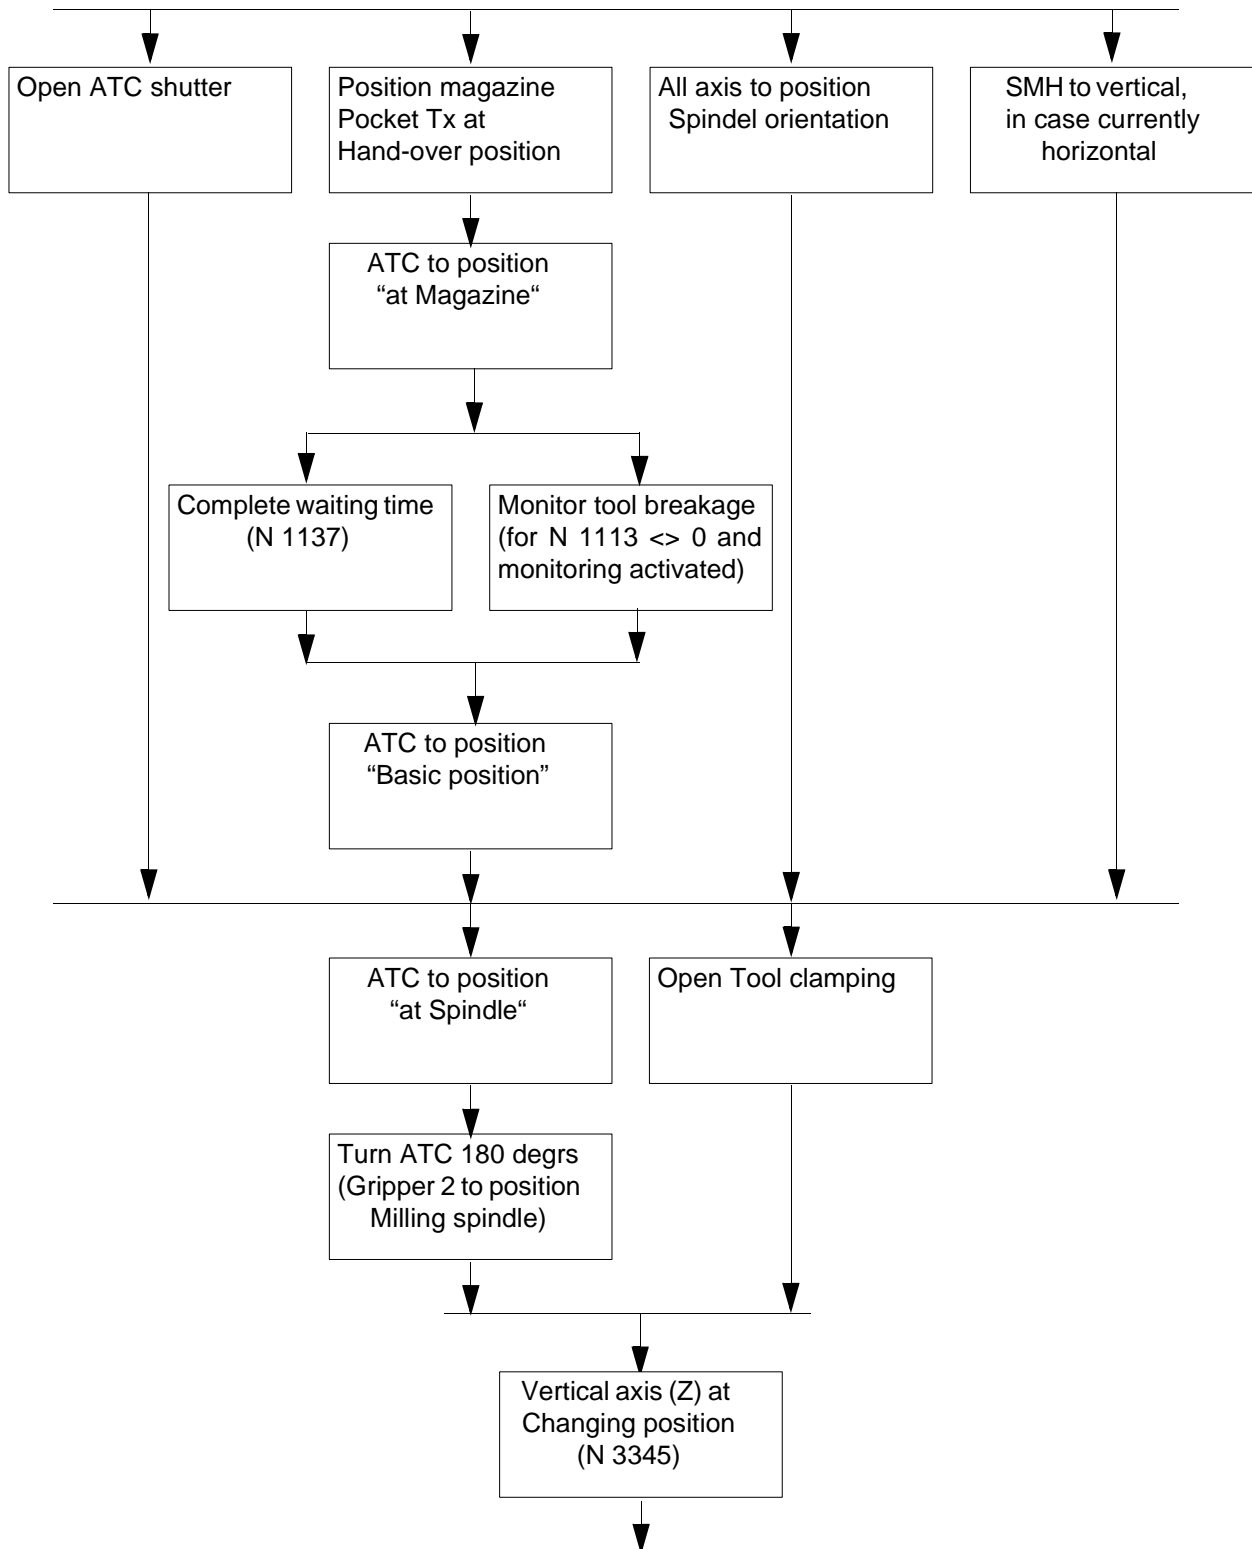 Open ATC shutter
Position magazine
Pocket Tx at
Hand-over position
All axis to position
Spindel orientation
SMH to vertical,
in case currently
horizontal
ATC to position
“at Magazine“
Complete waiting time
(N 1137)
Monitor tool breakage
(for N 1113 <> 0 and
monitoring activated)
ATC to position
“Basic position”
ATC to position
“at Spindle“
Open Tool clamping
Turn ATC 180 degrs
(Gripper 2 to position
Milling spindle)
Vertical axis (Z) at
Changing position
(N 3345)